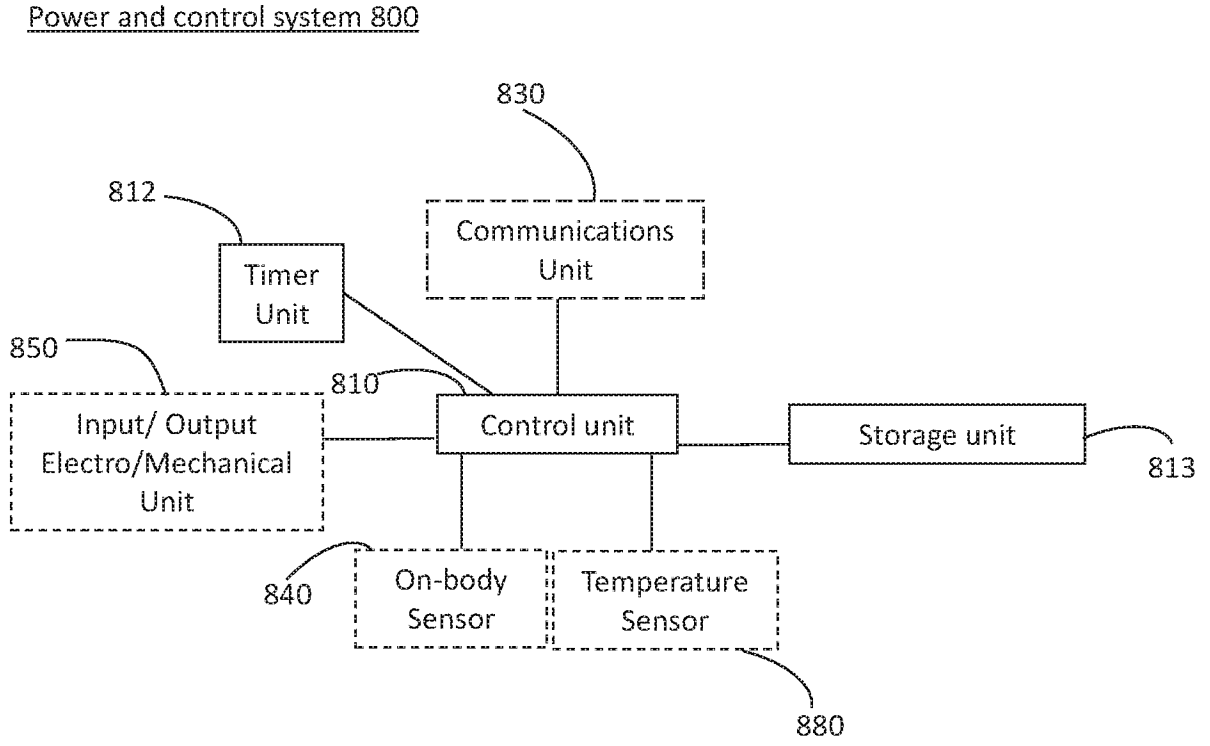 Power and control system 800
830
812
Communications
Unit
Timer
Unit
850
810
Input/ Output
Electro/Mechanical
Unit
Control unit
Storage unit
813
840
On-body
Sensor
Temperature
Sensor
880